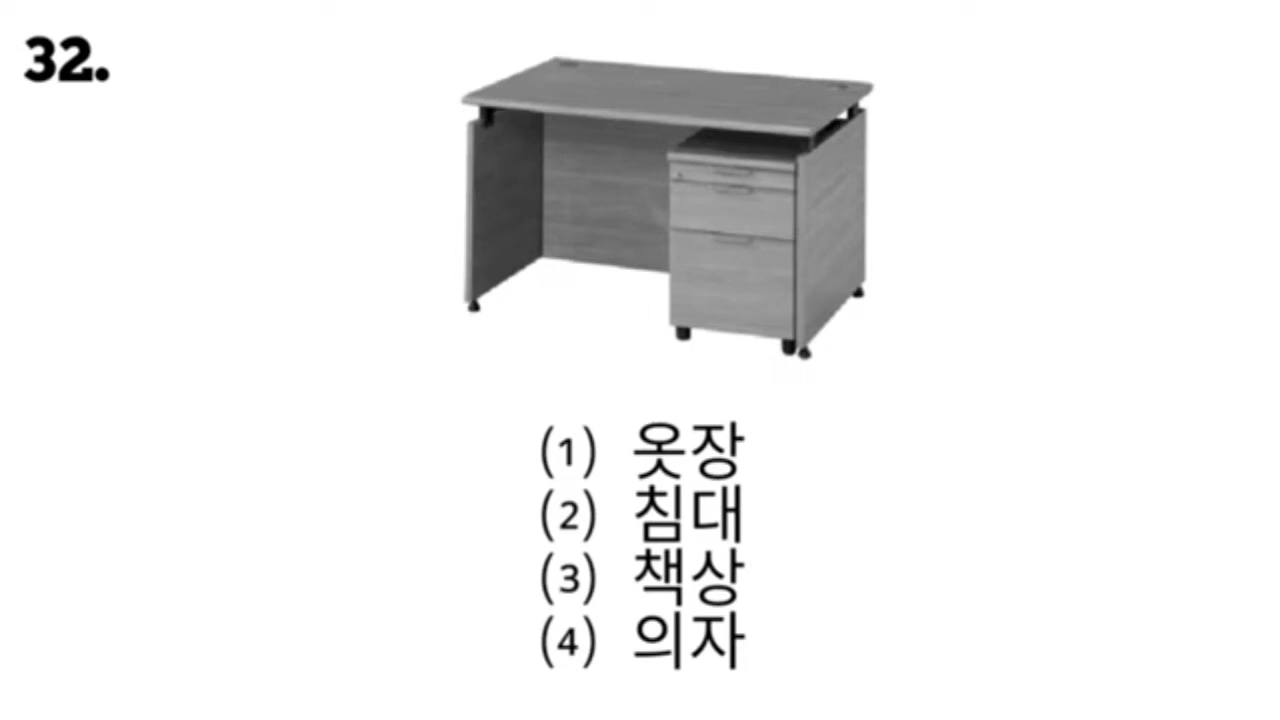 32.
(1) 옷장
(2) 침대
(3) 책상
(4) 의자